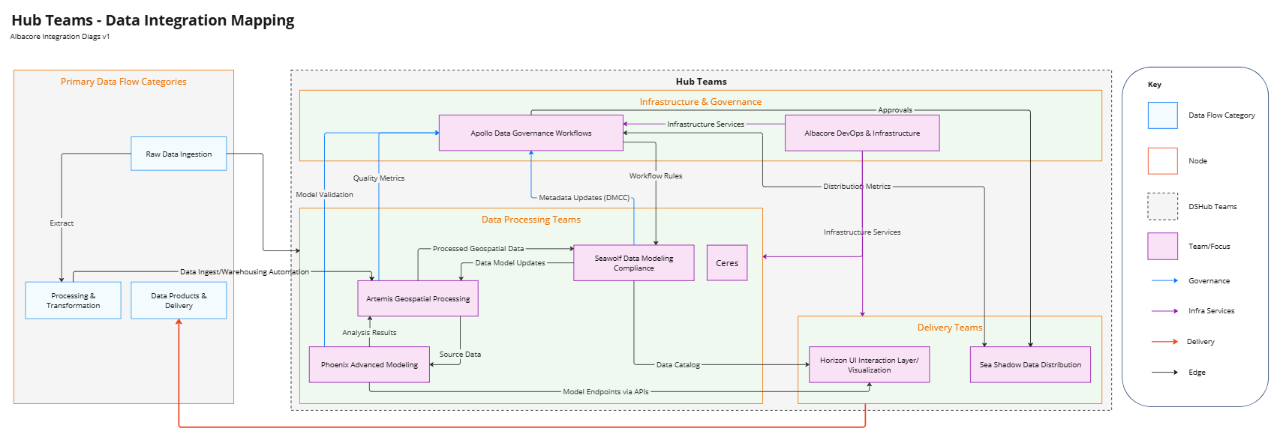 Hub Teams - Data Integration Mapping
Albacore Integration Diags v1
Primary Data Flow Categories
Raw Data Ingestion
Extract
Data Ingest/Warehousing Automation
Processing &
Transformation
Data Products &
Delivery
Hub Teams
Infrastructure & Governance
Approvals
Apollo Data Governance Workflows
Infrastructure Services
Albacore DevOps & Infrastructure
Quality Metrics
Workflow Rules
Model Validation
Metadata Updates (DMCC)
Distribution Metrics
Infrastructure Services
Data Processing Teams
Processed Geospatial Data
Data Model Updates
Seawolf Data Modeling
Compliance
Ceres
Artemis Geospatial Processing
Analysis Results
Source Data
Phoenix Advanced Modeling
Data Catalog
Model Endpoints via APIs
Delivery Teams
Horizon UI Interaction Layer/
Visualization
Sea Shadow Data Distribution
Key
Data Flow Category
Node
DSHub Teams
Team/Focus
Governance
Infra Services
Delivery
Edge